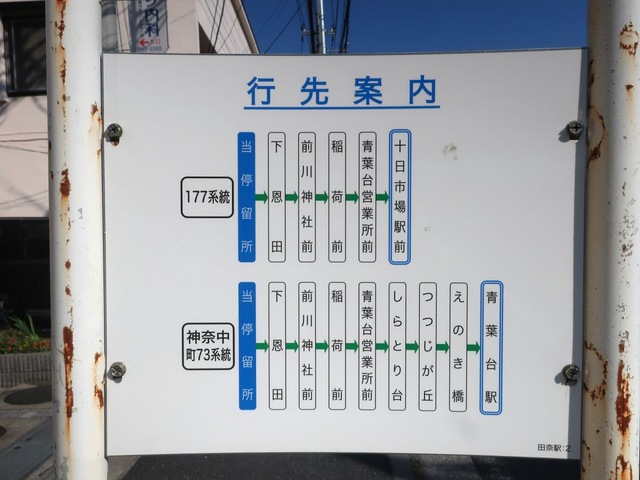 内科
行先案内
177系統
当停留所
下恩田
前川神社前
稲荷前
青葉台営業所前
十日市場駅前
神奈中
町73系統
当停留所
下恩田
前川神社前
稲荷前
青葉台営業所前
しらとり台
つつじが丘
えのき橋
青葉台駅
田奈駅:2